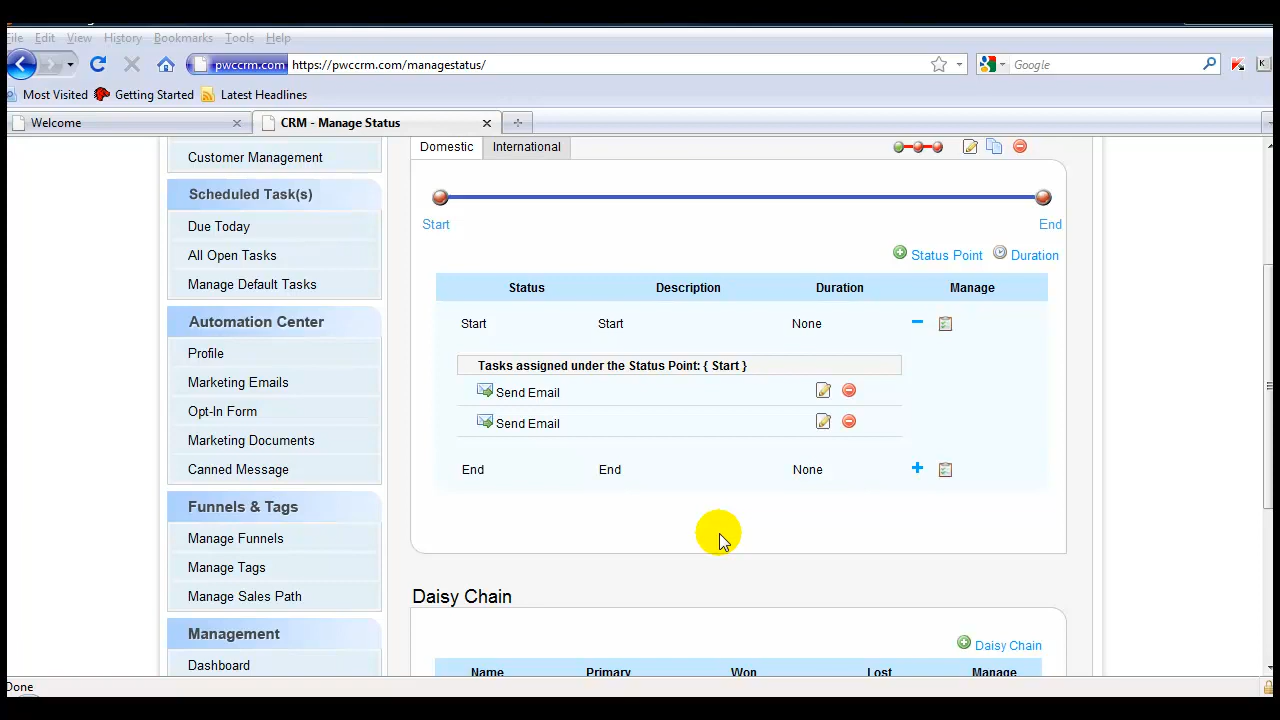 File Edit View History Bookmarks Tools Help
pwccrm.com https://pwccrm.com/managestatus/ Google
Most Visited Getting Started Latest Headlines
Welcome CRM - Manage Status
Customer Management
Scheduled Task(s)
Due Today
All Open Tasks
Manage Default Tasks
Automation Center
Profile
Marketing Emails
Opt-In Form
Marketing Documents
Canned Message
Funnels & Tags
Manage Funnels
Manage Tags
Manage Sales Path
Management
Dashboard
Domestic International
Start End
Status Point Duration
Status Description Duration Manage
Start Start None
Tasks assigned under the Status Point: { Start }
Send Email
Send Email
End End None
Daisy Chain
Daisy Chain
Name Primary Won Lost Manage
Done